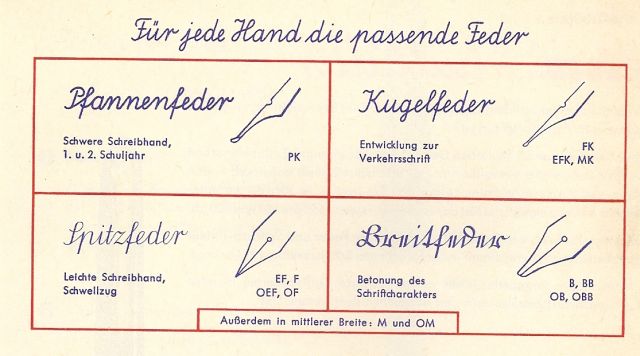 Für jede Hand die passende Feder
Pfannenfeder
Schwere Schreibhand,
1. u. 2. Schuljahr
PK
Kugelfeder
Entwicklung zur
Verkehrsschrift
FK
EFK, MK
Spitzfeder
Leichte Schreibhand,
Schwellzug
EF, F
OEF, OF
Breitfeder
Betonung des
Schriftcharakters
B, BB
OB, OBB
Außerdem in mittlerer Breite: M und OM